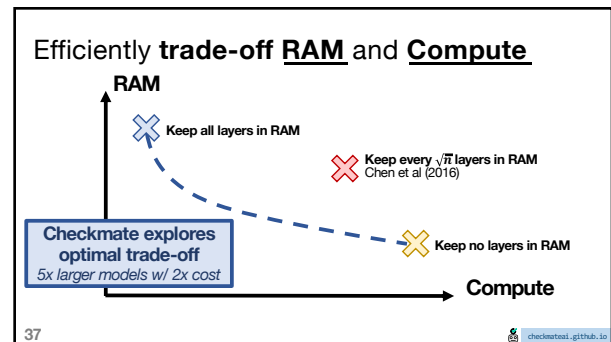 Efficiently trade-off RAM and Compute
RAM
Keep all layers in RAM
Keep every √n layers in RAM
Chen et al (2016)
Keep no layers in RAM
Checkmate explores
optimal trade-off
5x larger models w/ 2x cost
Compute
37
checkmateai.github.io